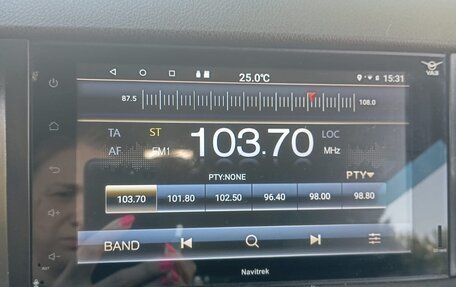 25.0°C 15:31
УАЗ
87.5 108.0
TA ST 103.70 LOC
AF FM1 MHz
PTY:NONE PTY
103.70 101.80 102.50 96.40 98.00 98.80
BAND
Navitrek